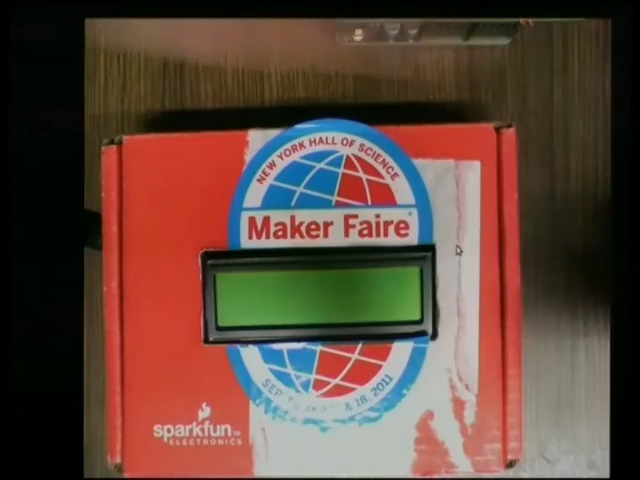 NEW YORK HALL OF SCIENCE
Maker Faire
& 18, 2011
sparkfun
ELECTRONICS